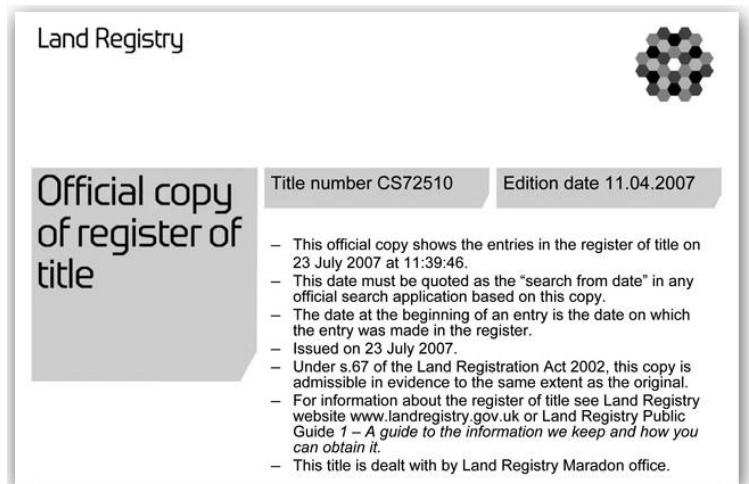 Land Registry
Official copy
of register of
title
Title number CS72510
Edition date 11.04.2007
– This official copy shows the entries in the register of title on
23 July 2007 at 11:39:46.
– This date must be quoted as the “search from date” in any
official search application based on this copy.
– The date at the beginning of an entry is the date on which
the entry was made in the register.
– Issued on 23 July 2007.
– Under s.67 of the Land Registration Act 2002, this copy is
admissible in evidence to the same extent as the original.
– For information about the register of title see Land Registry
website www.landregistry.gov.uk or Land Registry Public
Guide 1 – A guide to the information we keep and how you
can obtain it.
– This title is dealt with by Land Registry Maradon office.